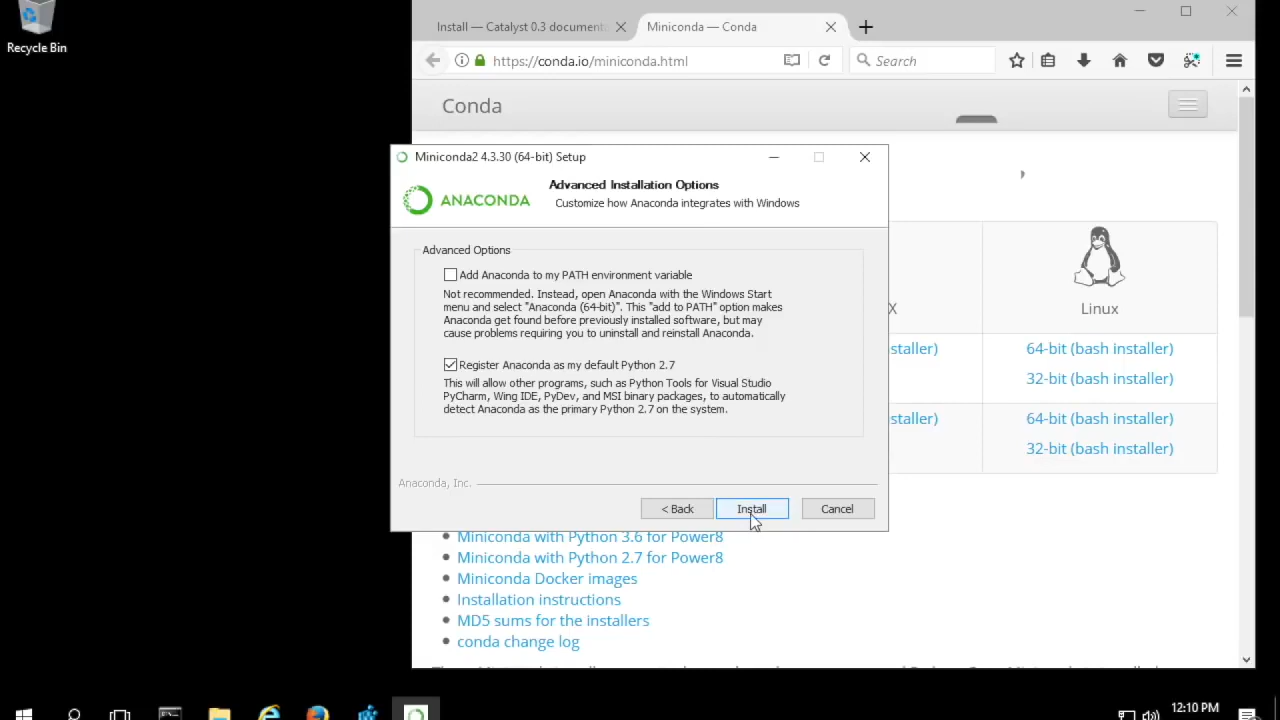 Recycle Bin
Install — Catalyst 0.3 documents
Miniconda — Conda
https://conda.io/miniconda.html
Search
Conda
Miniconda2 4.3.30 (64-bit) Setup
ANACONDA
Advanced Installation Options
Customize how Anaconda integrates with Windows
Advanced Options
Add Anaconda to my PATH environment variable
Not recommended. Instead, open Anaconda with the Windows Start
menu and select "Anaconda (64-bit)". This "add to PATH" option makes
Anaconda get found before previously installed software, but may
cause problems requiring you to uninstall and reinstall Anaconda.
Register Anaconda as my default Python 2.7
This will allow other programs, such as Python Tools for Visual Studio
PyCharm, Wing IDE, PyDev, and MSI binary packages, to automatically
detect Anaconda as the primary Python 2.7 on the system.
Anaconda, Inc.
< Back
Install
Cancel
X
Linux
staller)
64-bit (bash installer)
32-bit (bash installer)
staller)
64-bit (bash installer)
32-bit (bash installer)
Miniconda with Python 3.6 for Power8
Miniconda with Python 2.7 for Power8
Miniconda Docker images
Installation instructions
MD5 sums for the installers
conda change log
12:10 PM